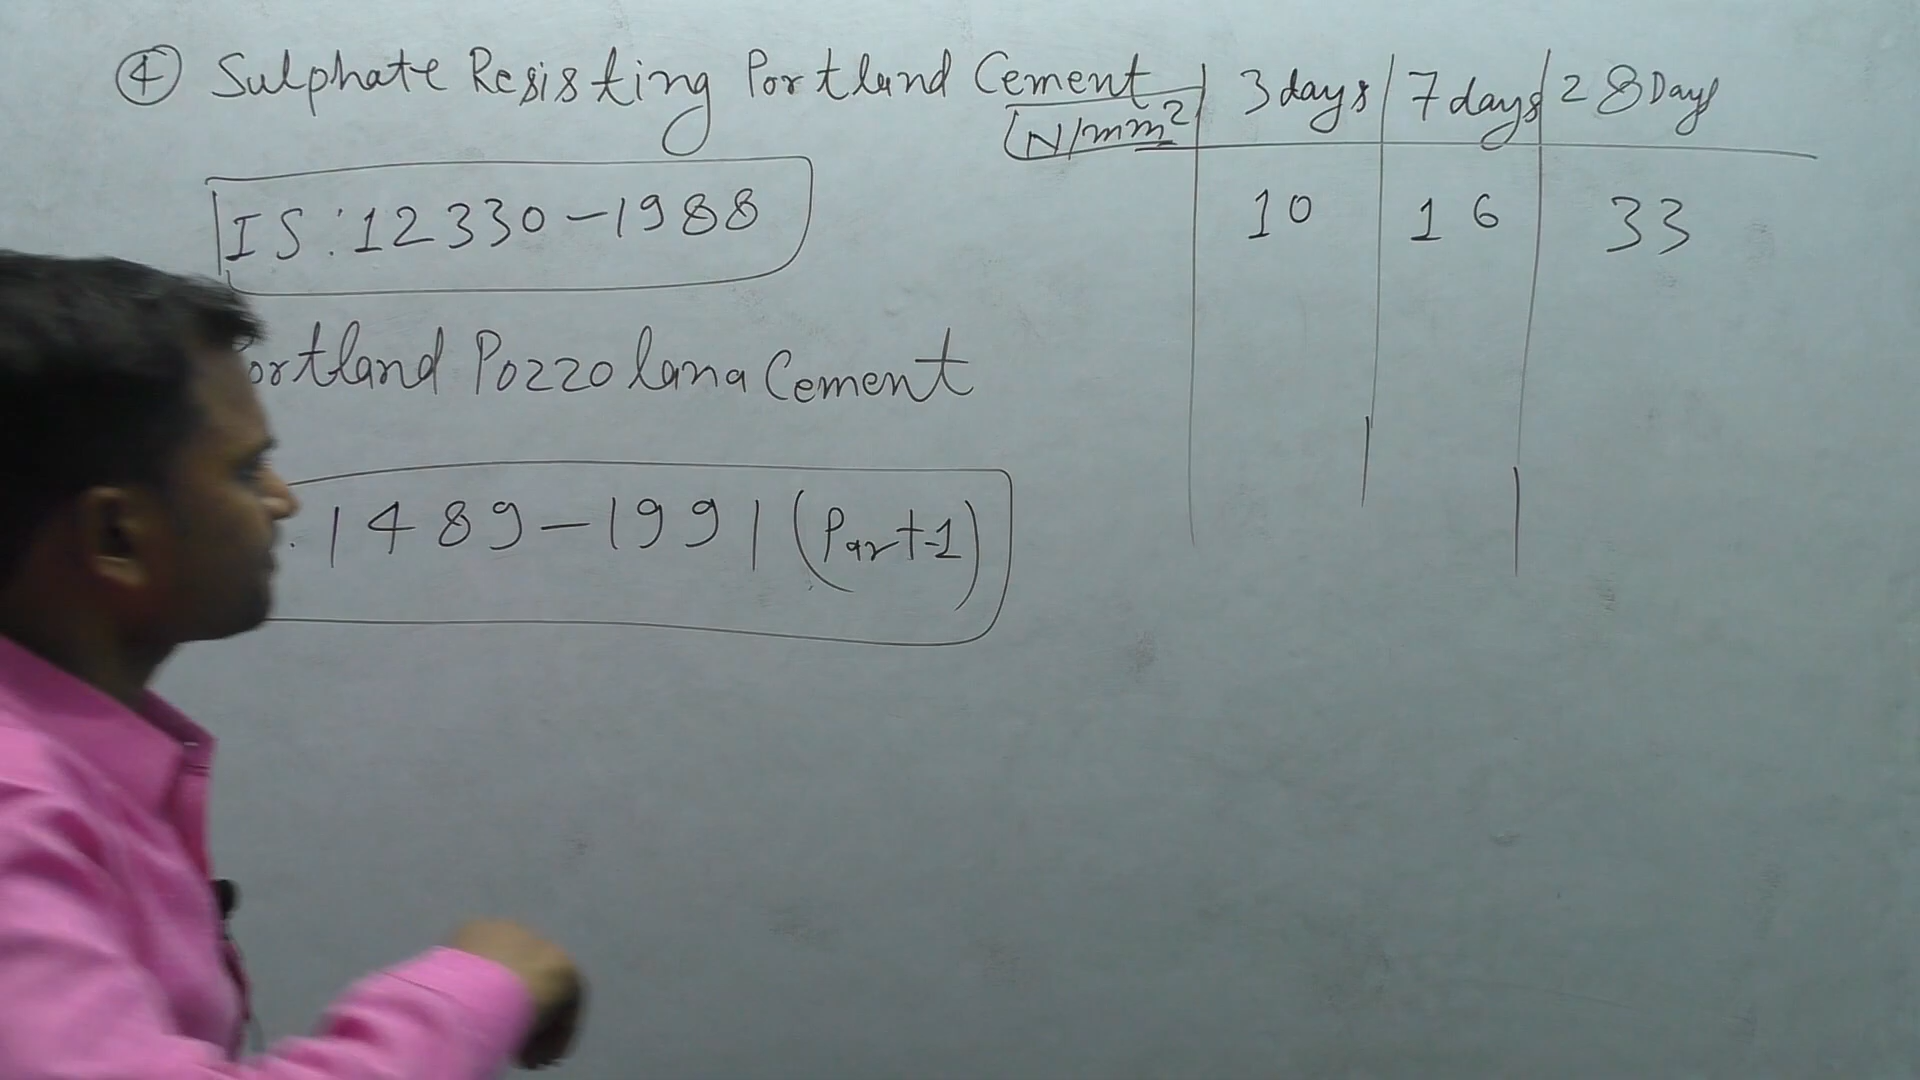 ④ Sulphate Resisting Portland Cement
(N/mm² 3 days 7 days 28 Days
IS:12330-1988
10 16 33
ortland Pozzolana Cement
. 1489-1991 (Part-1)